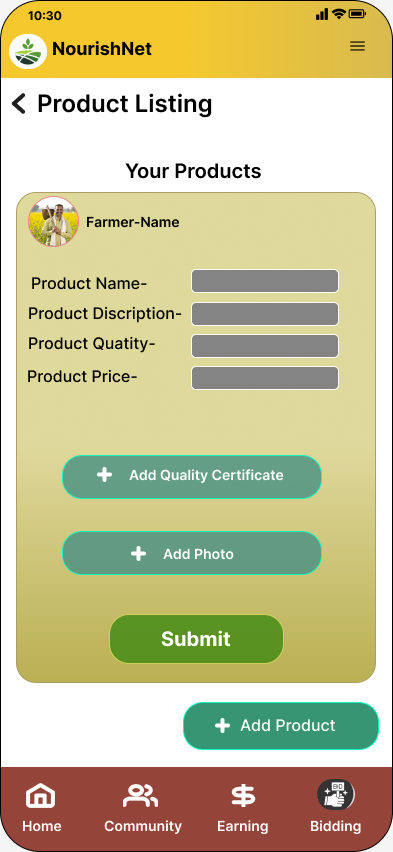 10:30
NourishNet
Product Listing
Your Products
Farmer-Name
Product Name-
Product Discription-
Product Quatity-
Product Price-
Add Quality Certificate
Add Photo
Submit
Add Product
BID
Home Community Earning Bidding